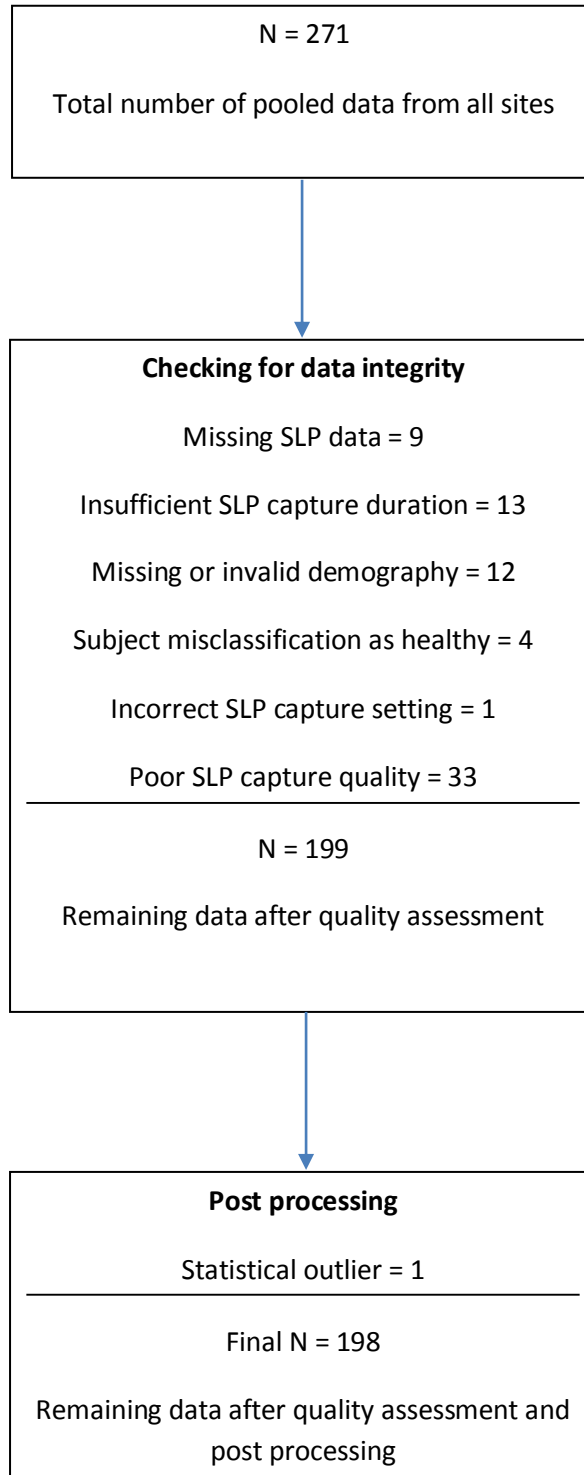 N = 271
Total number of pooled data from all sites
Checking for data integrity
Missing SLP data = 9
Insufficient SLP capture duration = 13
Missing or invalid demography = 12
Subject misclassification as healthy = 4
Incorrect SLP capture setting = 1
Poor SLP capture quality = 33
N = 199
Remaining data after quality assessment
Post processing
Statistical outlier = 1
Final N = 198
Remaining data after quality assessment and
post processing